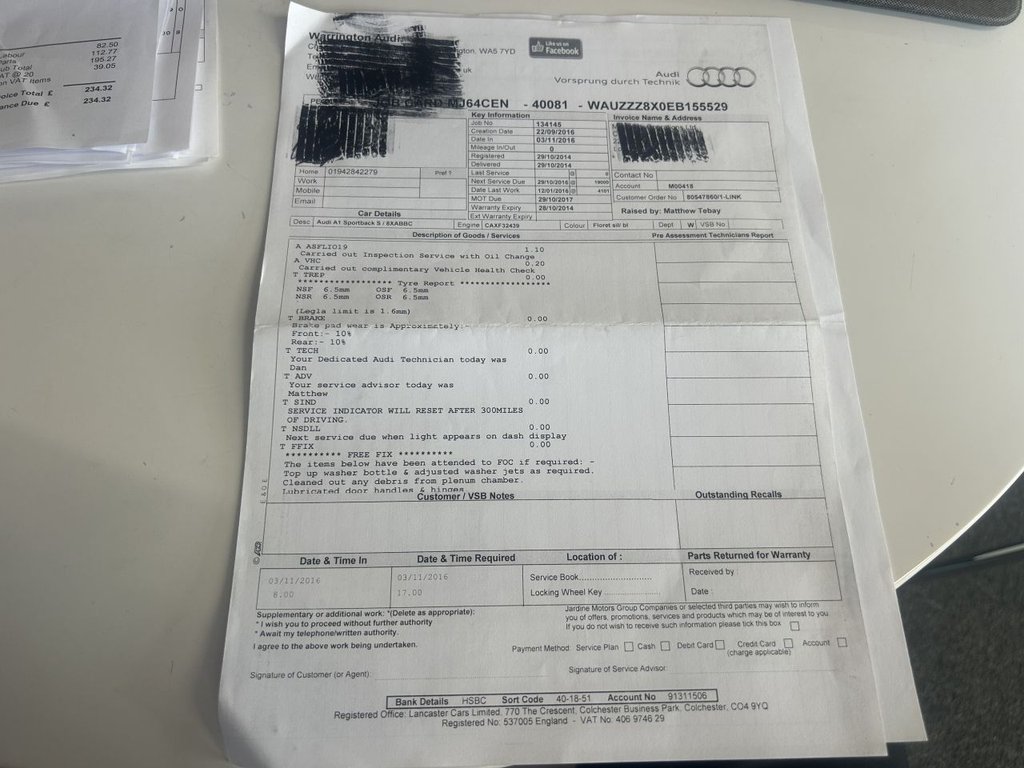 82.50
112.77
195.27
39.05
AT @ 20
on VAT Items
234.32
ance Due £ 234.32
Warrington Audi
gton, WA5 7YD
uk
Like us on
Facebook
Audi
Vorsprung durch Technik
JOB CARD MJ64CEN - 40081 - WAUZZZ8X0EB155529
Key Information
Job No 134145
Creation Date 22/09/2016
Date In 03/11/2016
Mileage In/Out 0
Registered 29/10/2014
Delivered 29/10/2014
Last Service @ 0
Next Service Due 29/10/2016 @ 19000
Date Last Work 12/01/2016 @ 4101
MOT Due 29/10/2017
Warranty Expiry 28/10/2014
Ext Warranty Expiry
Invoice Name & Address
Contact No
Account M00418
Customer Order No 80547860/1-LINK
Raised by: Matthew Tebay
Home 01942842279 Pref ?
Work
Mobile
Email
Car Details
Desc Audi A1 Sportback S / 8XABBC Engine CAXF32439 Colour Floret sil/ bl Dept W VSB No
Description of Goods / Services
Pre Assessment Technicians Report
A ASFLIO19 1.10
Carried out Inspection Service with Oil Change
A VHC 0.20
Carried out complimentary Vehicle Health Check
T TREP 0.00
****************** Tyre Report ******************
NSF 6.5mm OSF 6.5mm
NSR 6.5mm OSR 6.5mm
(Legla limit is 1.6mm)
T BRAKE 0.00
Brake pad wear is Approximately:-
Front:- 10%
Rear:- 10%
T TECH 0.00
Your Dedicated Audi Technician today was
Dan
T ADV 0.00
Your service advisor today was
Matthew
T SIND 0.00
SERVICE INDICATOR WILL RESET AFTER 300MILES
OF DRIVING.
T NSDLL 0.00
Next service due when light appears on dash display
T FFIX 0.00
********** FREE FIX **********
The items below have been attended to FOC if required: -
Top up washer bottle & adjusted washer jets as required.
Cleaned out any debris from plenum chamber.
Lubricated door handles & hinges
E & O E
Customer / VSB Notes
Outstanding Recalls
Date & Time In
Date & Time Required
Location of :
Parts Returned for Warranty
03/11/2016
8.00
03/11/2016
17.00
Service Book
Locking Wheel Key
Received by :
Date :
Supplementary or additional work: *(Delete as appropriate):
* I wish you to proceed without further authority
* Await my telephone/written authority.
I agree to the above work being undertaken.
Jardine Motors Group Companies or selected third parties may wish to inform
you of offers, promotions, services and products which may be of interest to you
If you do not wish to receive such information please tick this box
Payment Method: Service Plan Cash Debit Card Credit Card Account
(charge applicable)
Signature of Customer (or Agent):
Signature of Service Advisor:
Bank Details HSBC Sort Code 40-18-51 Account No 91311506
Registered Office: Lancaster Cars Limited, 770 The Crescent, Colchester Business Park, Colchester, CO4 9YQ
Registered No: 537005 England - VAT No: 406 9746 29